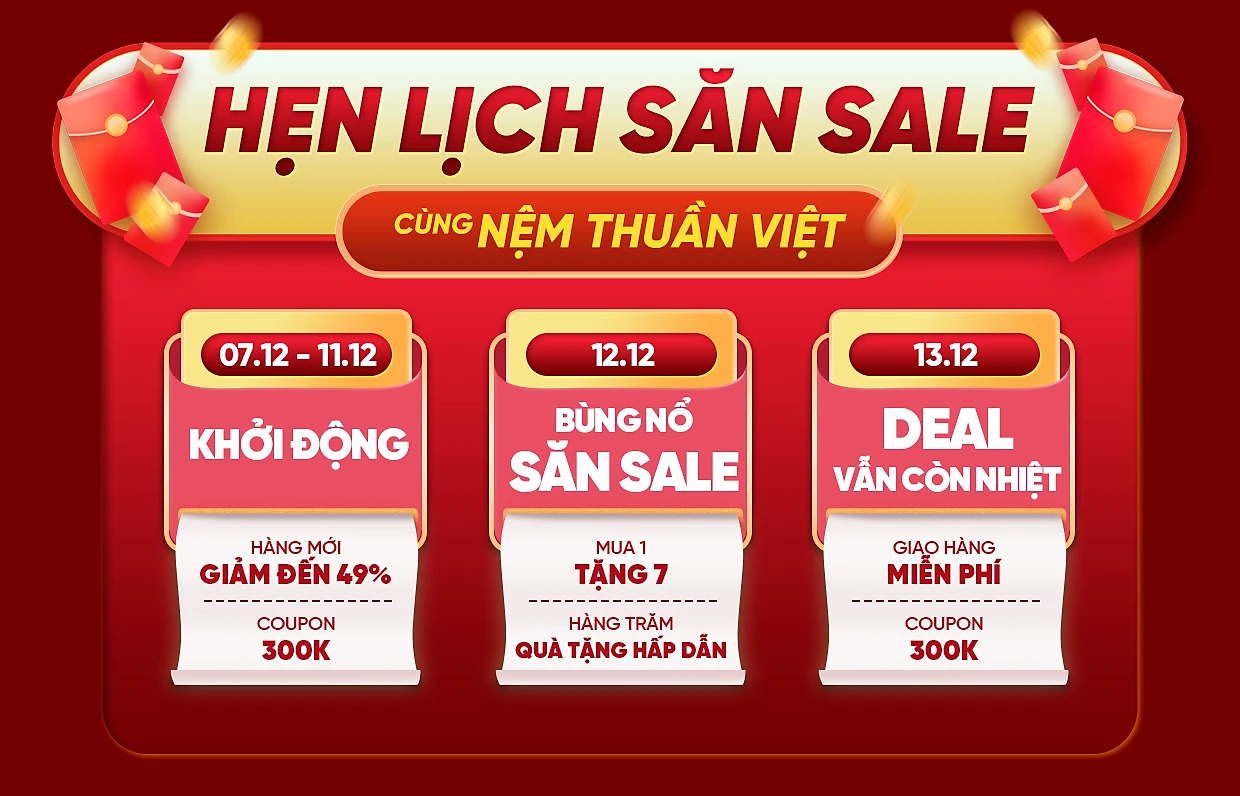 HẸN LỊCH SĂN SALE
CÙNG NỆM THUẦN VIỆT
07.12 - 11.12
KHỞI ĐỘNG
HÀNG MỚI
GIẢM ĐẾN 49%
COUPON
300K
12.12
BÙNG NỔ
SĂN SALE
MUA 1
TẶNG 7
HÀNG TRĂM
QUÀ TẶNG HẤP DẪN
13.12
DEAL
VẪN CÒN NHIỆT
GIAO HÀNG
MIỄN PHÍ
COUPON
300K